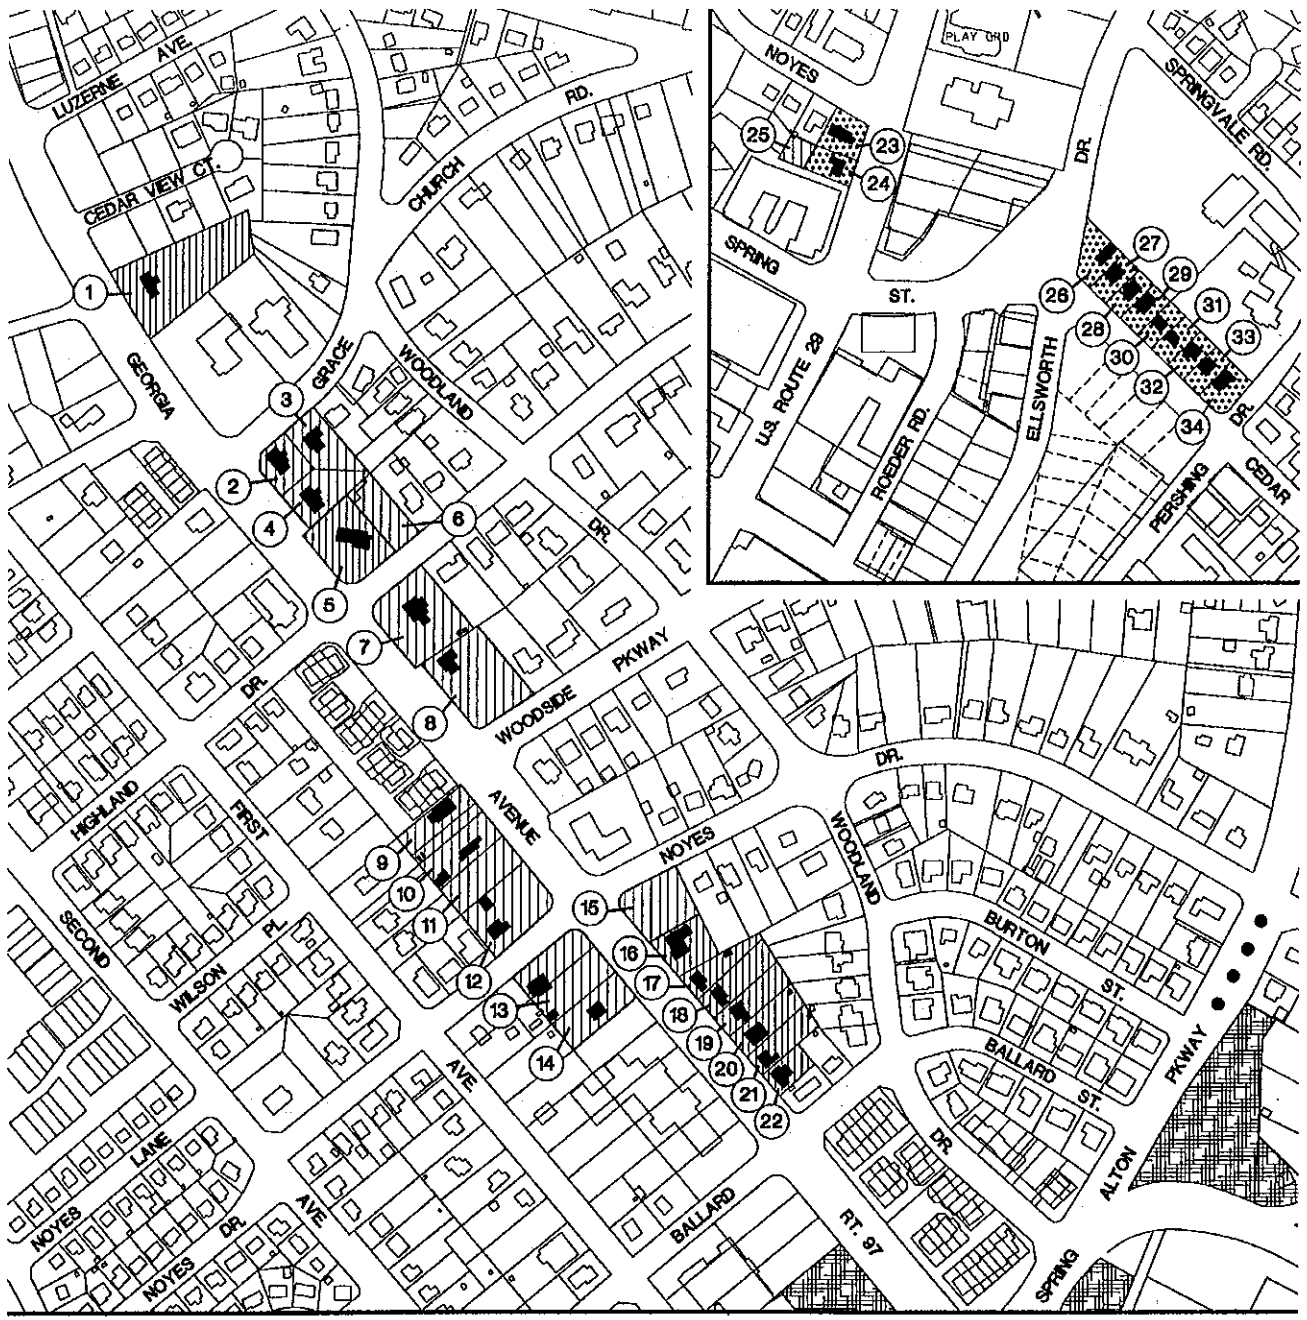 LUZERNE AVE.
CEDAR VIEW CT.
CHURCH RD.
1
GEORGIA
GRACE
WOODLAND
DR.
3
2
4
6
5
7
8
DR.
WOODSIDE PKWAY
HIGHLAND
FIRST
AVENUE
NOYES
DR.
WOODLAND
9
10
11
12
15
16
17
18
19
20
21
22
13
14
SECOND
WILSON PL.
AVE.
BURTON ST.
BALLARD ST.
PKWAY
ALTON
DR.
NOYES LANE
NOYES DR.
AVE.
BALLARD
RT. 97
SPRING
NOYES
PLAY GRD
SPRINGVALE RD.
DR.
25
23
24
SPRING
ST.
U.S. ROUTE 29
ROEDER RD.
ELLSWORTH
27
29
26
31
28
33
30
32
34
DR.
PERSHING
CEDAR